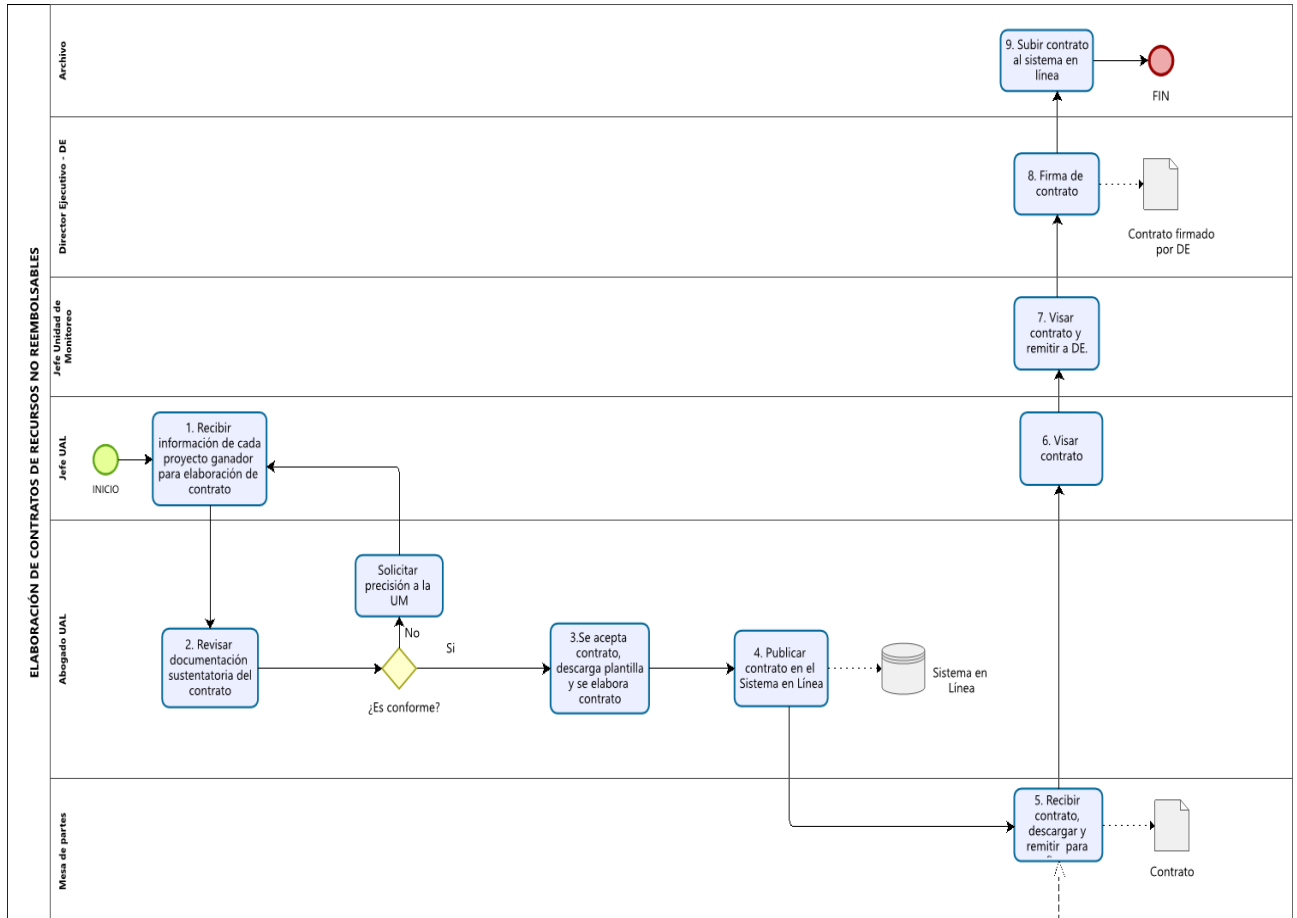 ELABORACIÓN DE CONTRATOS DE RECURSOS NO REEMBOLSABLES
Archivo
9. Subir contrato
al sistema en
línea
FIN
Director Ejecutivo - DE
8. Firma de
contrato
Contrato firmado
por DE
Jefe Unidad de
Monitoreo
7. Visar
contrato y
remitir a DE.
Jefe UAL
INICIO
1. Recibir
información de cada
proyecto ganador
para elaboración de
contrato
6. Visar
contrato
Abogado UAL
2. Revisar
documentación
sustentatoria del
contrato
Solicitar
precisión a la
UM
No
Si
¿Es conforme?
3.Se acepta
contrato,
descarga plantilla
y se elabora
contrato
4. Publicar
contrato en el
Sistema en Línea
Sistema en
Línea
Mesa de partes
5. Recibir
contrato,
descargar y
remitir para
Contrato